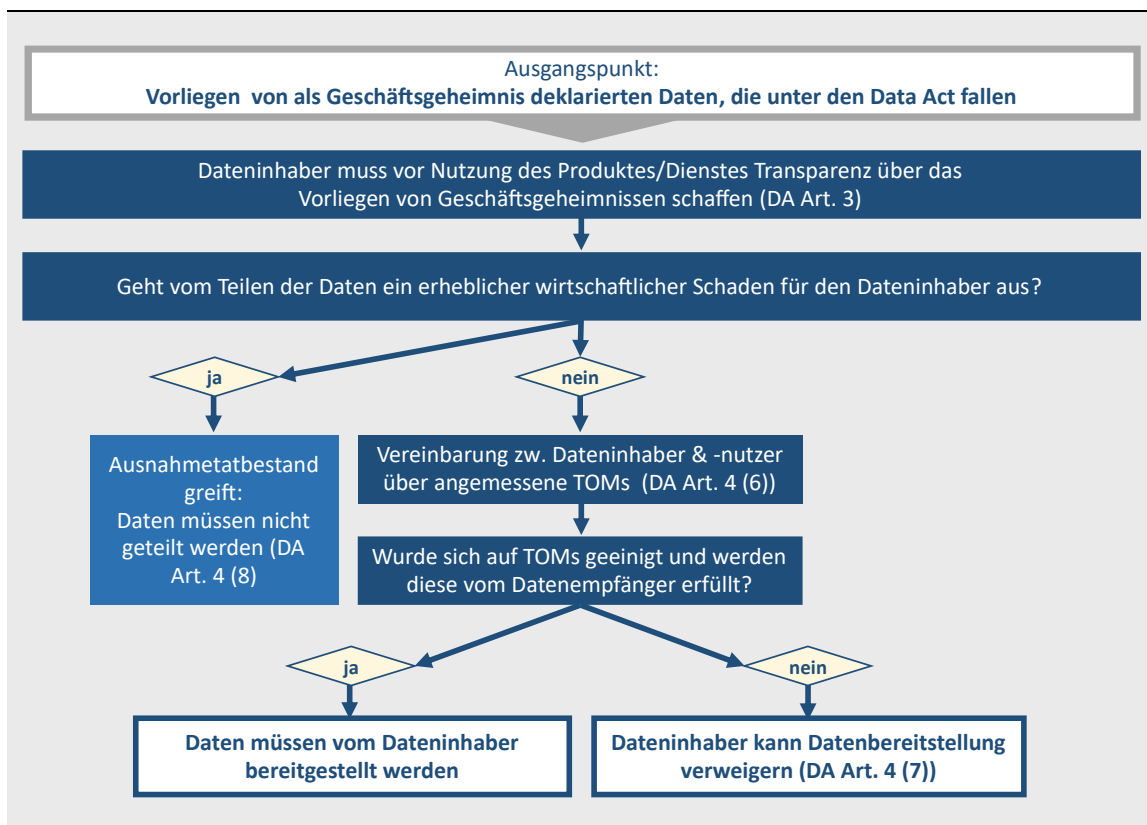 Ausgangspunkt:
Vorliegen von als Geschäftsgeheimnis deklarierten Daten, die unter den Data Act fallen
Dateninhaber muss vor Nutzung des Produktes/Dienstes Transparenz über das
Vorliegen von Geschäftsgeheimnissen schaffen (DA Art. 3)
Geht vom Teilen der Daten ein erheblicher wirtschaftlicher Schaden für den Dateninhaber aus?
ja
nein
Ausnahmetatbestand
greift:
Daten müssen nicht
geteilt werden (DA
Art. 4 (8)
Vereinbarung zw. Dateninhaber & -nutzer
über angemessene TOMs (DA Art. 4 (6))
Wurde sich auf TOMs geeinigt und werden
diese vom Datenempfänger erfüllt?
ja
nein
Daten müssen vom Dateninhaber
bereitgestellt werden
Dateninhaber kann Datenbereitstellung
verweigern (DA Art. 4 (7))